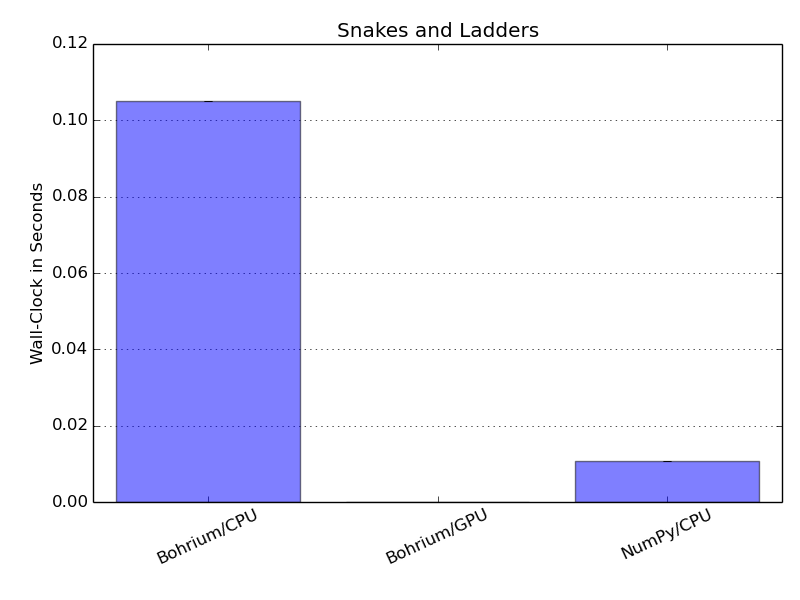 Snakes and Ladders
Wall-Clock in Seconds
0.12
0.10
0.08
0.06
0.04
0.02
0.00
Bohrium/CPU
Bohrium/GPU
NumPy/CPU